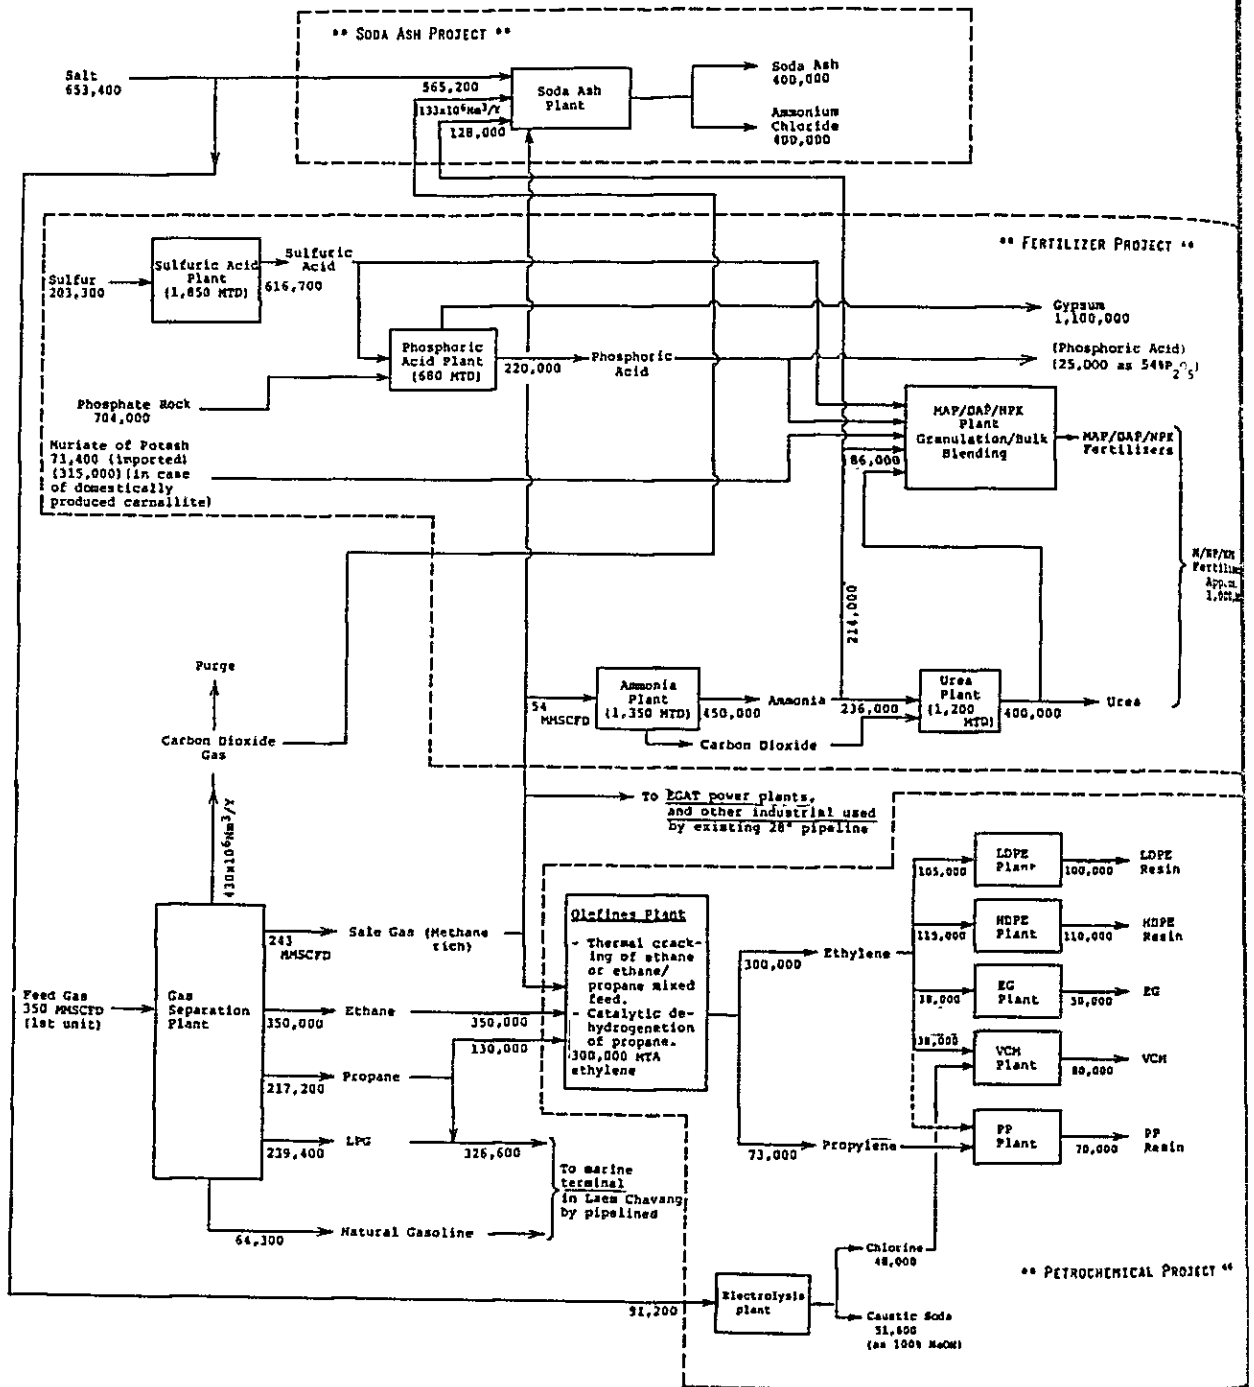 ** SODA ASH PROJECT **
Salt
653,400
565,200
133x10⁶Nm³/Y
128,000
Soda Ash
Plant
Soda Ash
400,000
Ammonium
Chloride
400,000
** FERTILIZER PROJECT **
Sulfur
203,300
Sulfuric Acid
Plant
(1,850 MTD)
Sulfuric
Acid
616,700
Gypsum
1,100,000
Phosphoric
Acid Plant
(680 MTD)
220,000
Phosphoric
Acid
(Phosphoric Acid)
(25,000 as 54%P₂O₅)
Phosphate Rock
704,000
Muriate of Potash
71,400 (imported)
(315,000)(in case
of domestically
produced carnallite)
86,000
MAP/DAP/NPK
Plant
Granulation/Bulk
Blending
MAP/DAP/NPK
Fertilizers
Fertiliz
214,000
Purge
Carbon Dioxide
Gas
430x10⁶Nm³/Y
54
MMSCFD
Ammonia
Plant
(1,350 MTD)
450,000
Ammonia
236,000
Urea
Plant
(1,200
MTD)
400,000
Urea
Carbon Dioxide
To EGAT power plants,
and other industrial used
by existing 28" pipeline
Feed Gas
350 MMSCFD
(1st unit)
Gas
Separation
Plant
243
MMSCFD
Sale Gas (Methane
rich)
350,000
Ethane
350,000
130,000
217,200
Propane
239,400
LPG
326,600
64,300
Natural Gasoline
To marine
terminal
in Laem Chavang
by pipelined
Olefines Plant
- Thermal crack-
ing of ethane
or ethane/
propane mixed
feed.
- Catalytic de-
hydrogenetion
of propane.
300,000 MTA
ethylene
300,000
Ethylene
73,000
Propylene
105,000
LDPE
Plant
100,000
LDPE
Resin
115,000
HDPE
Plant
110,000
HDPE
Resin
38,000
EG
Plant
50,000
EG
38,000
VCM
Plant
80,000
VCM
PP
Plant
70,000
PP
Resin
91,200
Electrolysis
plant
Chlorine
48,000
Caustic Soda
51,600
(as 100% NaOH)
** PETROCHEMICAL PROJECT **